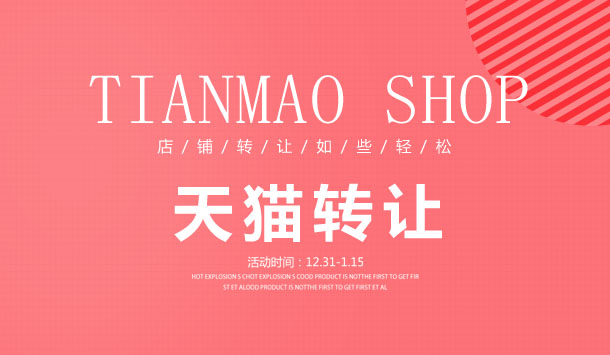 TIANMAO SHOP
店/铺/转/让/如/些/轻/松
天猫转让
活动时间：12.31-1.15
HOT EXPLOSION S CHOT EXPLOSION S COOD PRODUCT IS NOTTHE FIRST TO GET FIR
ST ET ALOOD PRODUCT IS NOTTHE FIRST TO GET FIRST ET AL